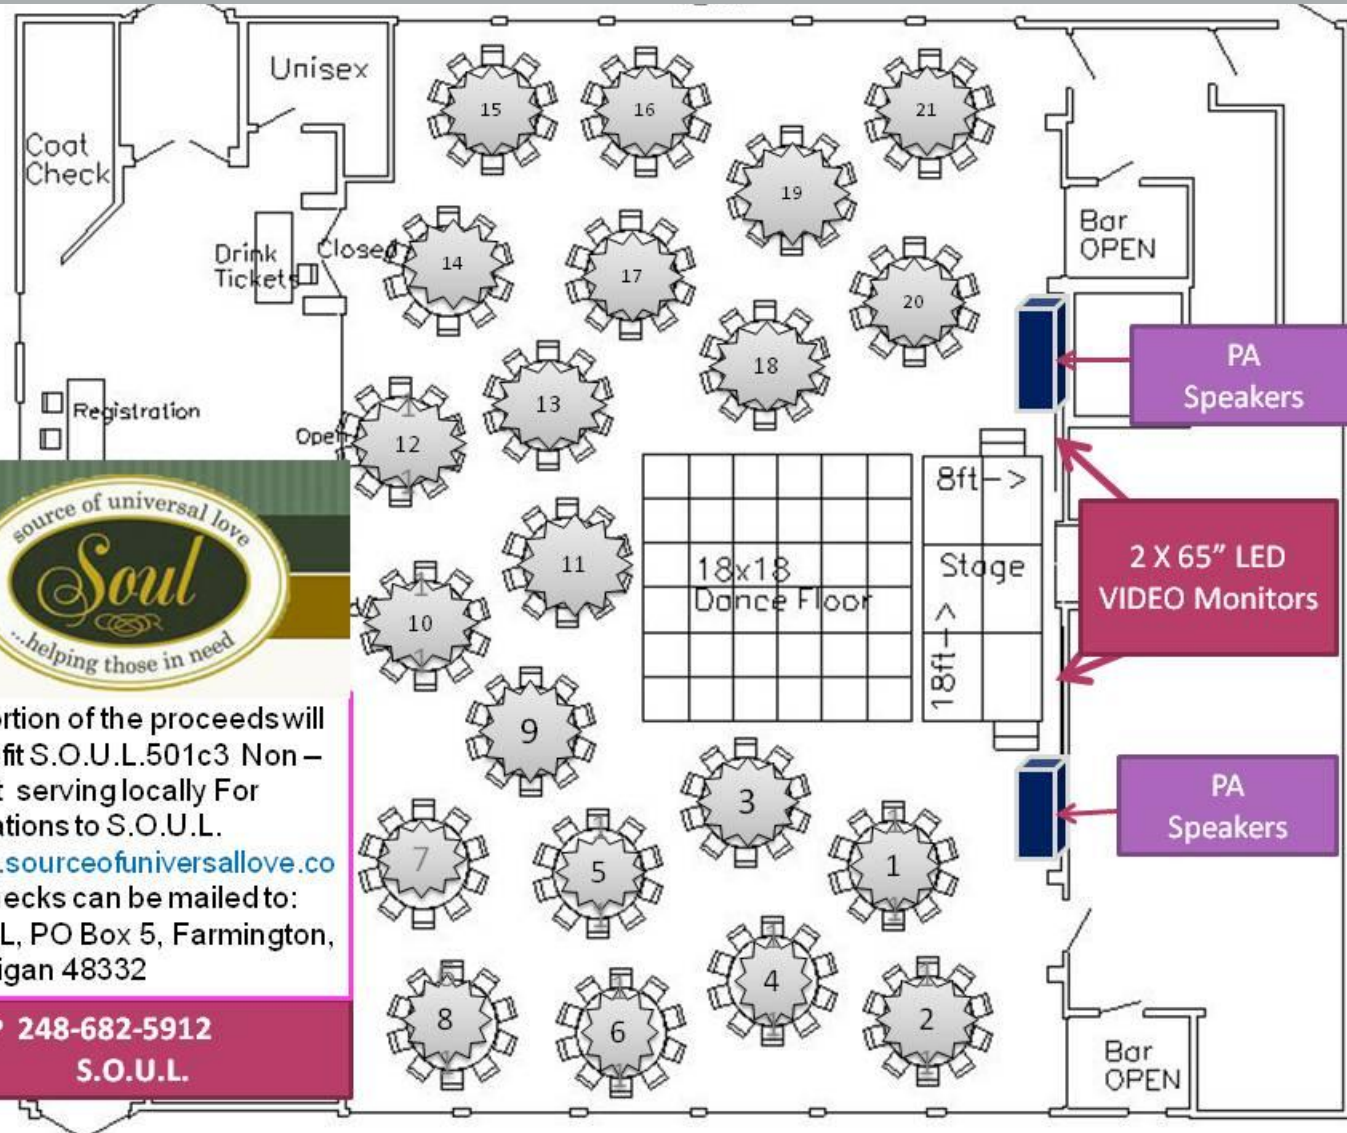 Unisex
Coat
Check
Drink
Tickets
Closed
Registration
Open
15
16
21
19
14
17
20
18
13
12
11
10
9
3
7
5
1
4
8
6
2
Bar
OPEN
PA
Speakers
8ft->
Stage
18ft->
18x18
Dance Floor
2 X 65” LED
VIDEO Monitors
PA
Speakers
Bar
OPEN
source of universal love
Soul
...helping those in need
rtion of the proceeds will
fit S.O.U.L.501c3 Non –
t serving locally For
ations to S.O.U.L.
.sourceofuniversallove.co
ecks can be mailed to:
L, PO Box 5, Farmington,
igan 48332
248-682-5912
S.O.U.L.